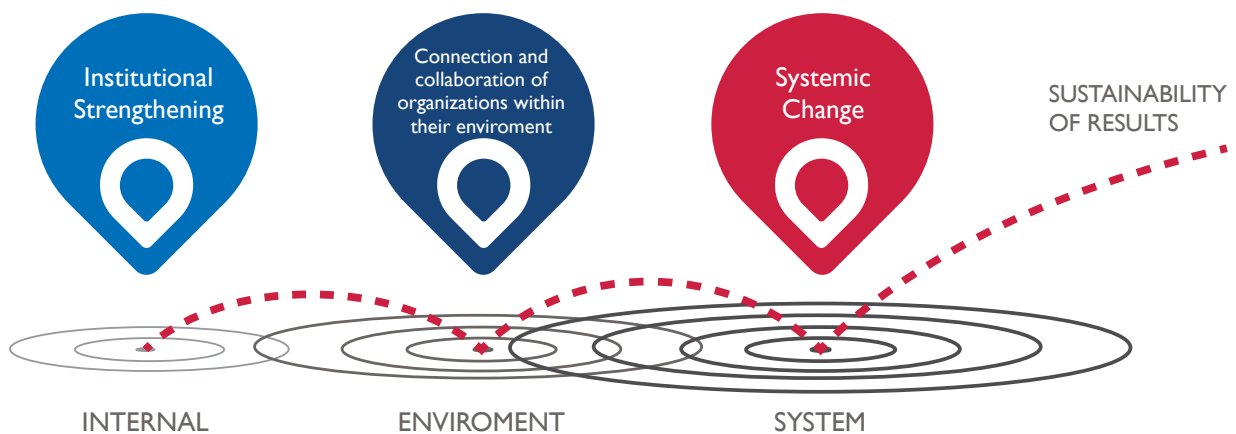 Institutional
Strengthening
Connection and
collaboration of
organizations within
their enviroment
Systemic
Change
SUSTAINABILITY
OF RESULTS
INTERNAL
ENVIROMENT
SYSTEM